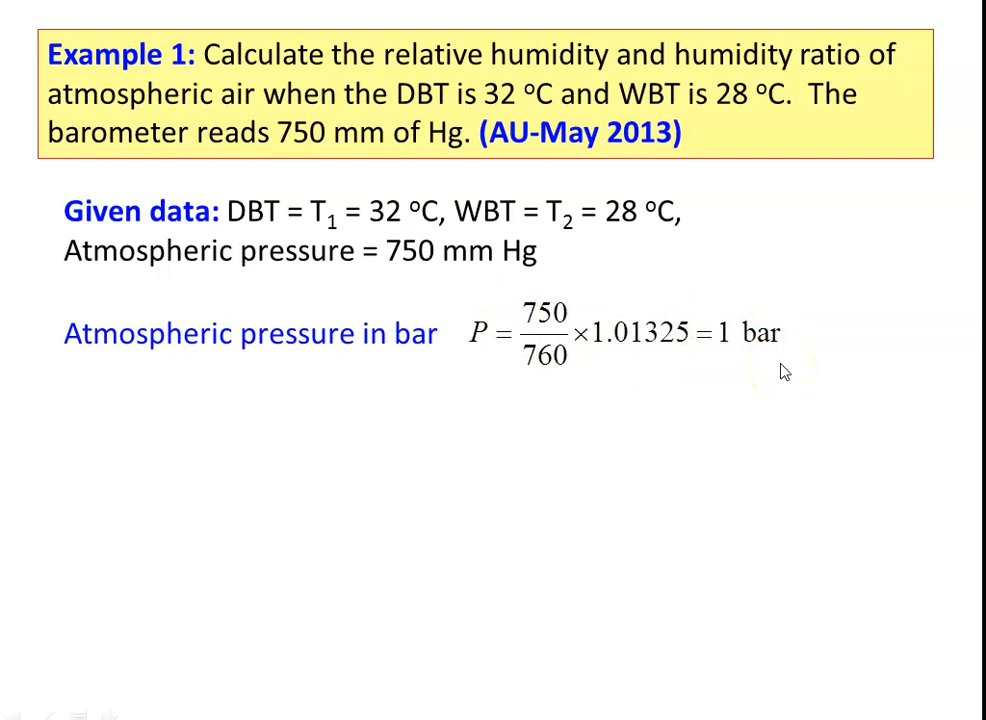 Example 1: Calculate the relative humidity and humidity ratio of
atmospheric air when the DBT is 32 °C and WBT is 28 °C. The
barometer reads 750 mm of Hg. (AU-May 2013)
Given data: DBT = T₁ = 32 °C, WBT = T₂ = 28 °C,
Atmospheric pressure = 750 mm Hg
Atmospheric pressure in bar P = 750/760 ×1.01325 = 1 bar